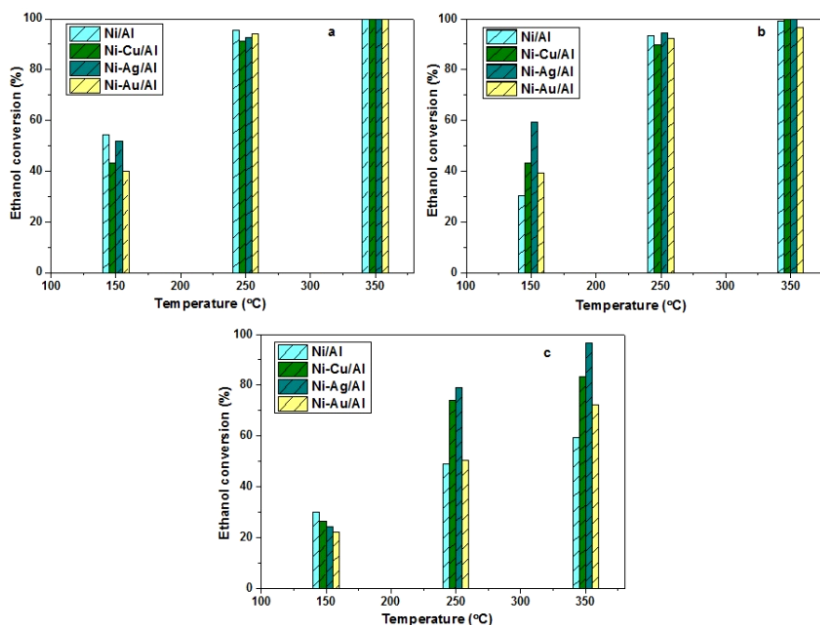 a
Ni/Al
Ni-Cu/Al
Ni-Ag/Al
Ni-Au/Al
Ethanol conversion (%)
100
80
60
40
20
0
100 150 200 250 300 350
Temperature (ºC)
b
Ni/Al
Ni-Cu/Al
Ni-Ag/Al
Ni-Au/Al
Ethanol conversion (%)
100
80
60
40
20
0
100 150 200 250 300 350
Temperature (ºC)
c
Ni/Al
Ni-Cu/Al
Ni-Ag/Al
Ni-Au/Al
Ethanol conversion (%)
100
80
60
40
20
0
100 150 200 250 300 350
Temperature (ºC)